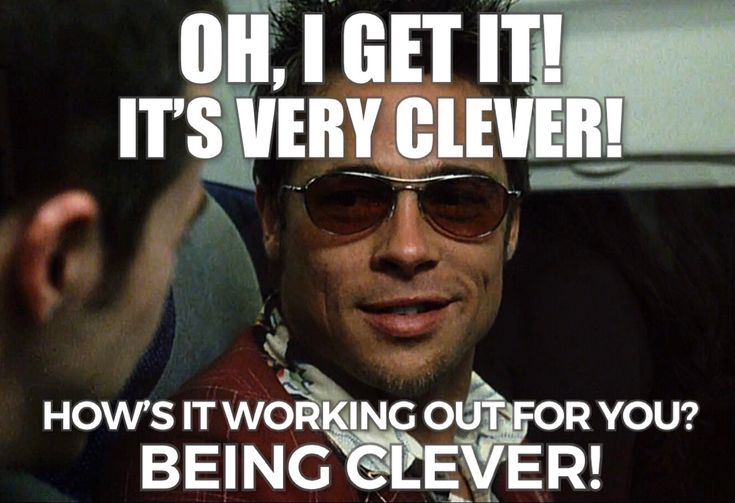 OH, I GET IT!
IT'S VERY CLEVER!
HOW'S IT WORKING OUT FOR YOU?
BEING CLEVER!